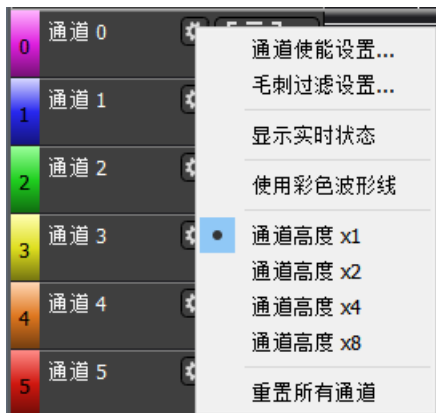 0
通道 0
1
通道 1
2
通道 2
3
通道 3
4
通道 4
5
通道 5
通道使能设置...
毛刺过滤设置...
显示实时状态
使用彩色波形线
通道高度 x1
通道高度 x2
通道高度 x4
通道高度 x8
重置所有通道